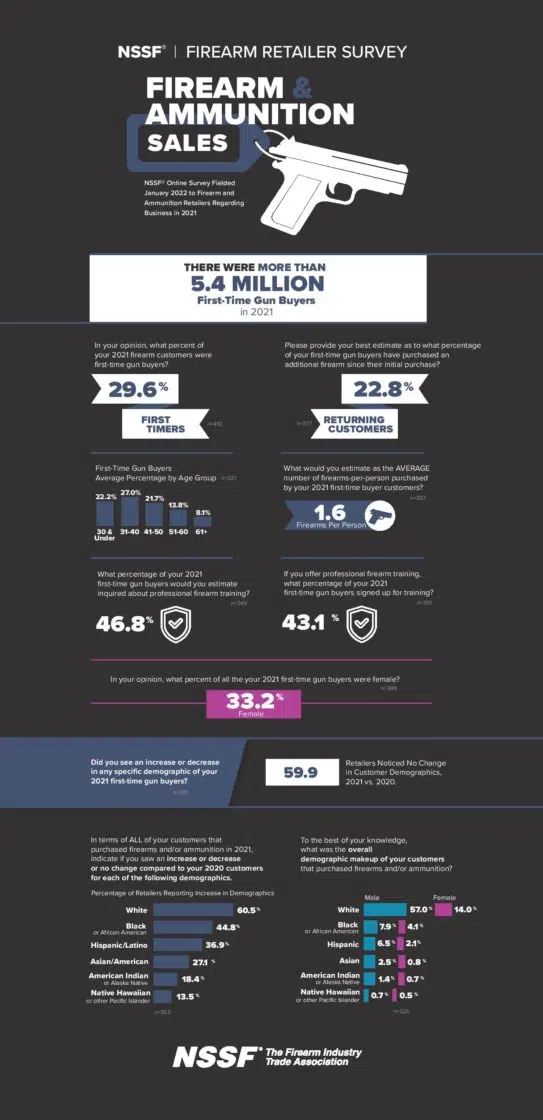 NSSF® | FIREARM RETAILER SURVEY
FIREARM &
AMMUNITION
SALES
NSSF® Online Survey Fielded
January 2022 to Firearm and
Ammunition Retailers Regarding
Business in 2021
THERE WERE MORE THAN
5.4 MILLION
First-Time Gun Buyers
in 2021
In your opinion, what percent of
your 2021 firearm customers were
first-time gun buyers?
29.6%
FIRST
TIMERS
n=410
Please provide your best estimate as to what percentage
of your first-time gun buyers have purchased an
additional firearm since their initial purchase?
22.8%
n=377
RETURNING
CUSTOMERS
First-Time Gun Buyers
Average Percentage by Age Group n=321
22.2% 27.0% 21.7% 13.8% 8.1%
30 & Under 31-40 41-50 51-60 61+
What would you estimate as the AVERAGE
number of firearms-per-person purchased
by your 2021 first-time buyer customers?
1.6
Firearms Per Person
What percentage of your 2021
first-time gun buyers would you estimate
inquired about professional firearm training?
46.8%
If you offer professional firearm training,
what percentage of your 2021
first-time gun buyers signed up for training?
43.1 %
In your opinion, what percent of all the your 2021 first-time gun buyers were female?
33.2%
Female
Did you see an increase or decrease
in any specific demographic of your
2021 first-time gun buyers?
59.9
Retailers Noticed No Change
in Customer Demographics,
2021 vs. 2020.
In terms of ALL of your customers that
purchased firearms and/or ammunition in 2021,
indicate if you saw an increase or decrease
or no change compared to your 2020 customers
for each of the following demographics.
Percentage of Retailers Reporting Increase in Demographics
White 60.5%
Black 44.8%
or African American
Hispanic/Latino 36.9%
Asian/American 27.1 %
American Indian 18.4%
or Alaska Native
Native Hawaiian 13.5%
or other Pacific Islander
To the best of your knowledge,
what was the overall
demographic makeup of your customers
that purchased firearms and/or ammunition?
Male Female
White 57.0% 14.0%
Black 7.9% 4.1%
or African American
Hispanic 6.5% 2.1%
Asian 2.5% 0.8%
American Indian 1.4% 0.7%
or Alaska Native
Native Hawaiian 0.7% 0.5%
or other Pacific Islander
n=325
NSSF® The Firearm Industry
Trade Association